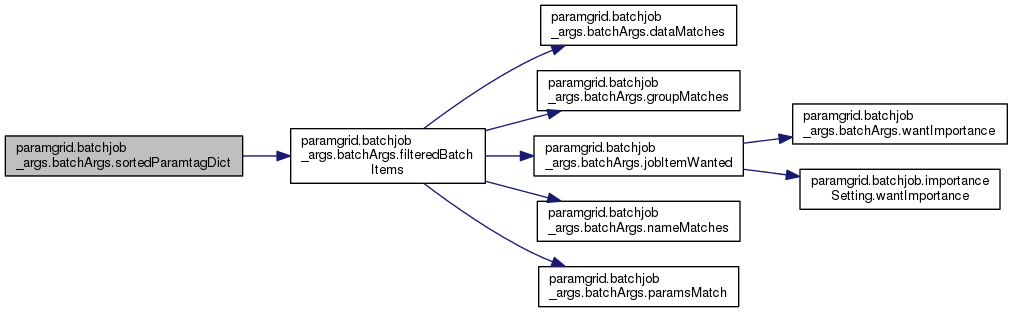 paramgrid.batchjob
_args.batchArgs.sortedParamtagDict
paramgrid.batchjob
_args.batchArgs.filteredBatch
Items
paramgrid.batchjob
_args.batchArgs.dataMatches
paramgrid.batchjob
_args.batchArgs.groupMatches
paramgrid.batchjob
_args.batchArgs.jobItemWanted
paramgrid.batchjob
_args.batchArgs.nameMatches
paramgrid.batchjob
_args.batchArgs.paramsMatch
paramgrid.batchjob
_args.batchArgs.wantImportance
paramgrid.batchjob.importance
Setting.wantImportance